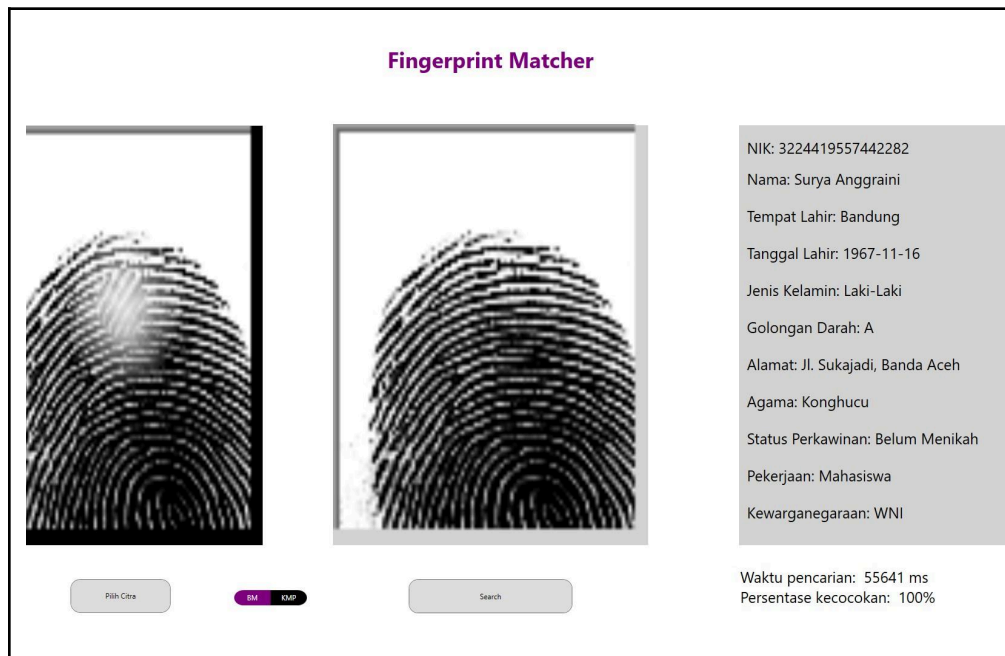 Fingerprint Matcher
NIK: 3224419557442282
Nama: Surya Anggraini
Tempat Lahir: Bandung
Tanggal Lahir: 1967-11-16
Jenis Kelamin: Laki-Laki
Golongan Darah: A
Alamat: Jl. Sukajadi, Banda Aceh
Agama: Konghucu
Status Perkawinan: Belum Menikah
Pekerjaan: Mahasiswa
Kewarganegaraan: WNI
Pilih Citra
BM KMP
Search
Waktu pencarian: 55641 ms
Persentase kecocokan: 100%